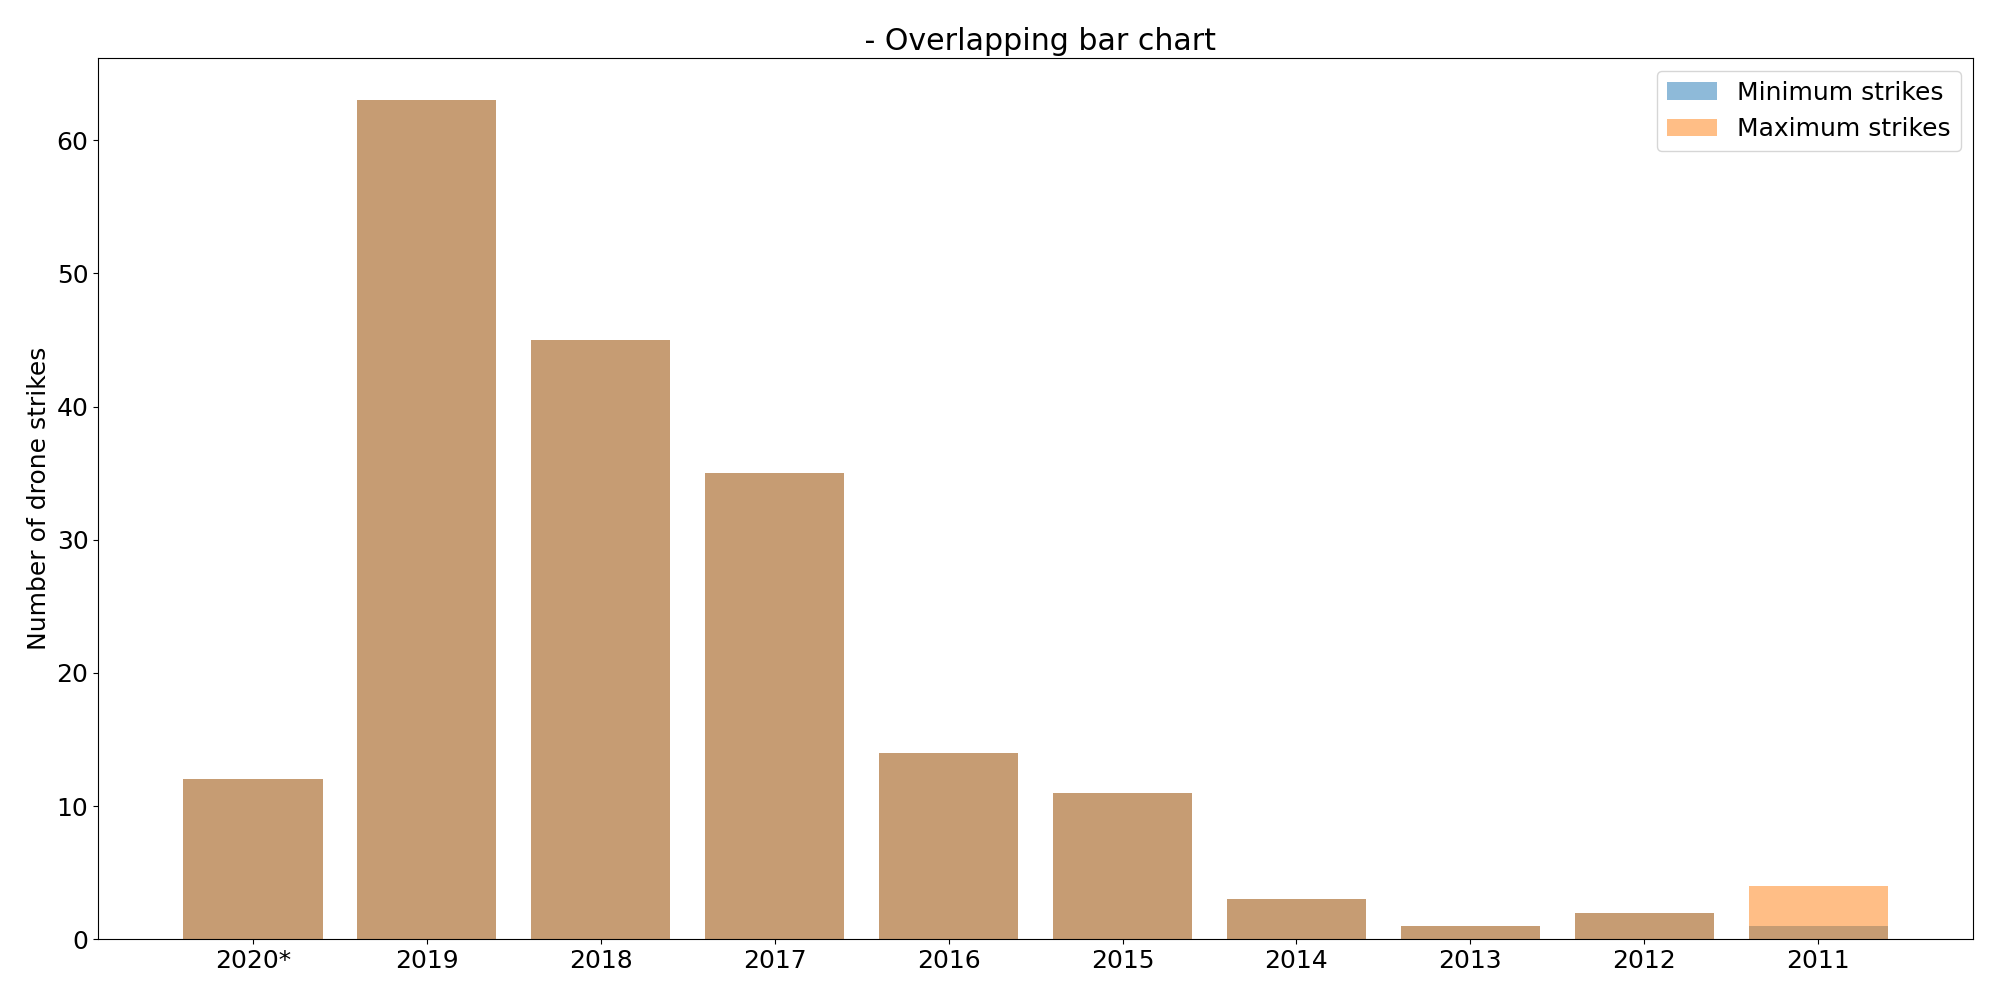 - Overlapping bar chart
Minimum strikes
Maximum strikes
Number of drone strikes
60
50
40
30
20
10
0
2020* 2019 2018 2017 2016 2015 2014 2013 2012 2011